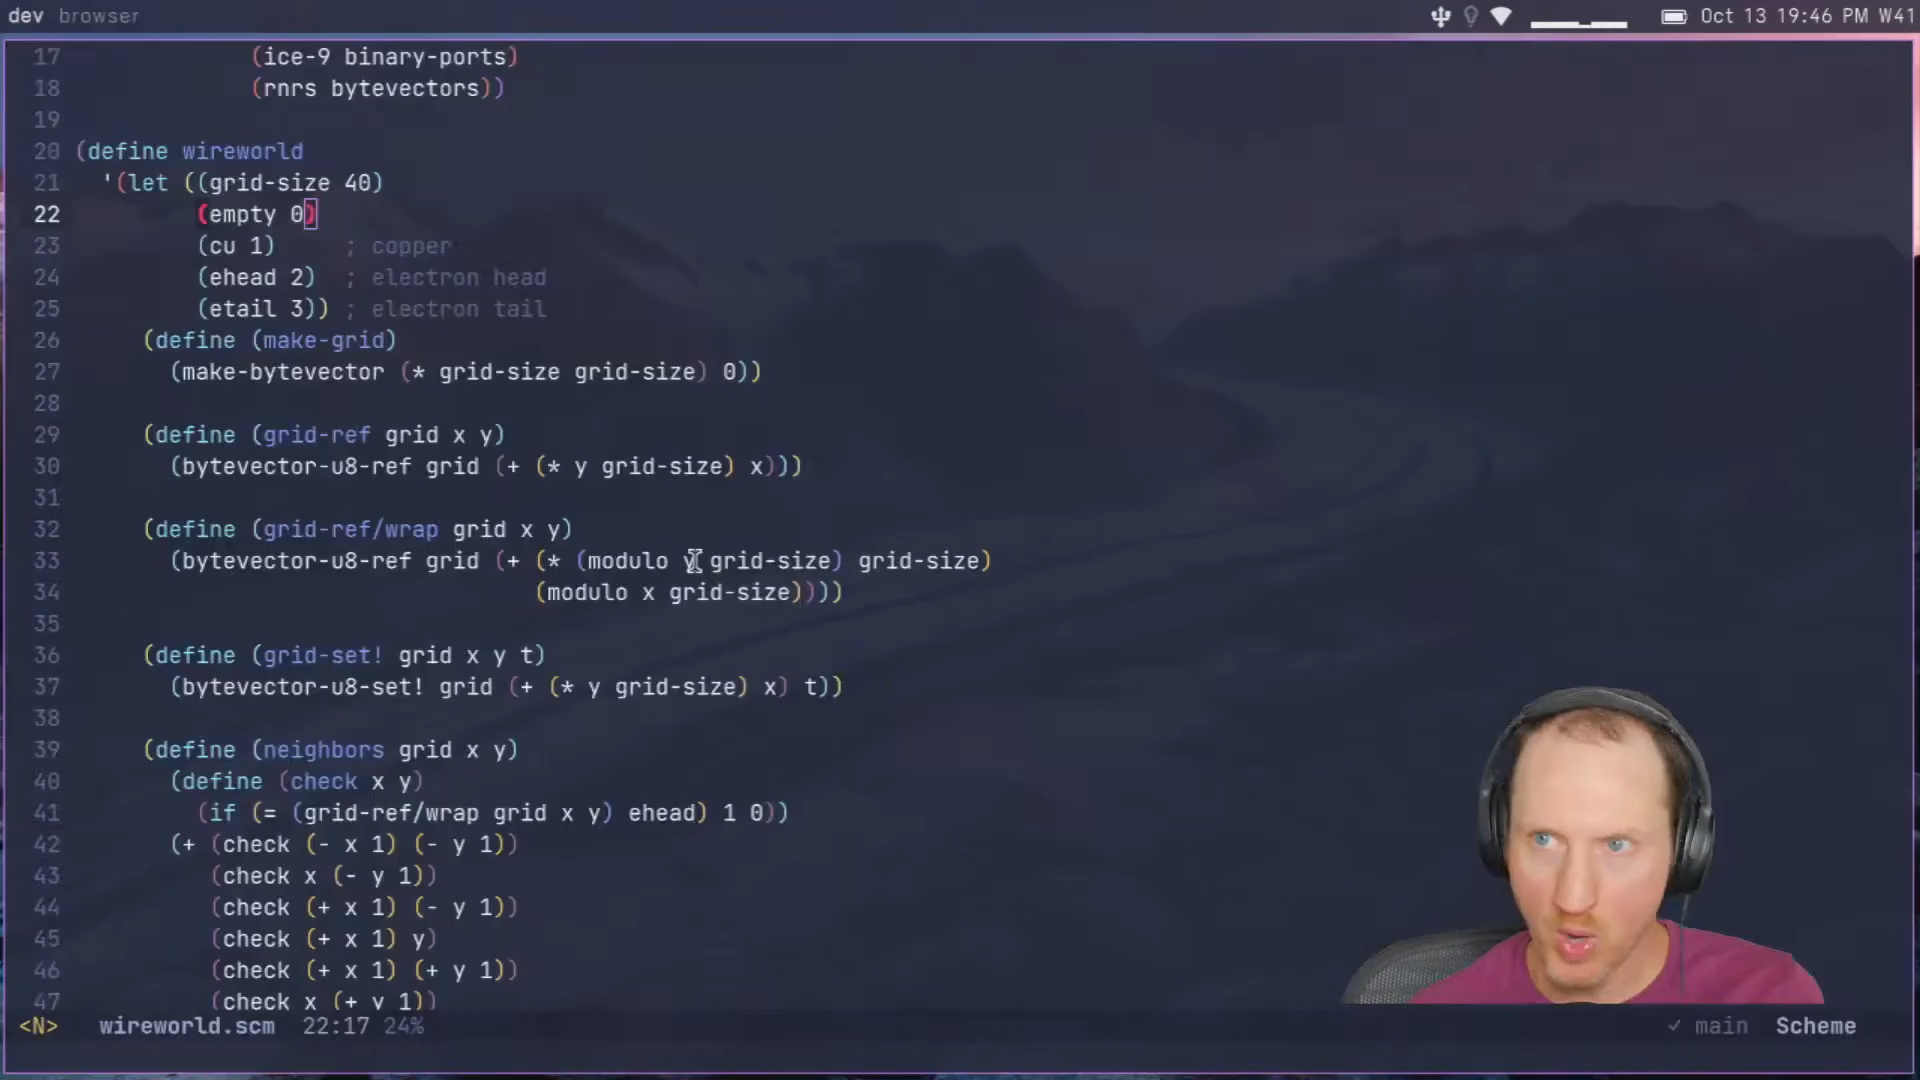 dev browser
Oct 13 19:46 PM W41
17 (ice-9 binary-ports)
18 (rnrs bytevectors))
19
20 (define wireworld
21 '(let ((grid-size 40)
22 (empty 0)
23 (cu 1) ; copper
24 (ehead 2) ; electron head
25 (etail 3)) ; electron tail
26 (define (make-grid)
27 (make-bytevector (* grid-size grid-size) 0))
28
29 (define (grid-ref grid x y)
30 (bytevector-u8-ref grid (+ (* y grid-size) x)))
31
32 (define (grid-ref/wrap grid x y)
33 (bytevector-u8-ref grid (+ (* (modulo y grid-size) grid-size)
34 (modulo x grid-size))))
35
36 (define (grid-set! grid x y t)
37 (bytevector-u8-set! grid (+ (* y grid-size) x) t))
38
39 (define (neighbors grid x y)
40 (define (check x y)
41 (if (= (grid-ref/wrap grid x y) ehead) 1 0))
42 (+ (check (- x 1) (- y 1))
43 (check x (- y 1))
44 (check (+ x 1) (- y 1))
45 (check (+ x 1) y)
46 (check (+ x 1) (+ y 1))
47 (check x (+ y 1))
<N> wireworld.scm 22:17 24% ✓ main Scheme